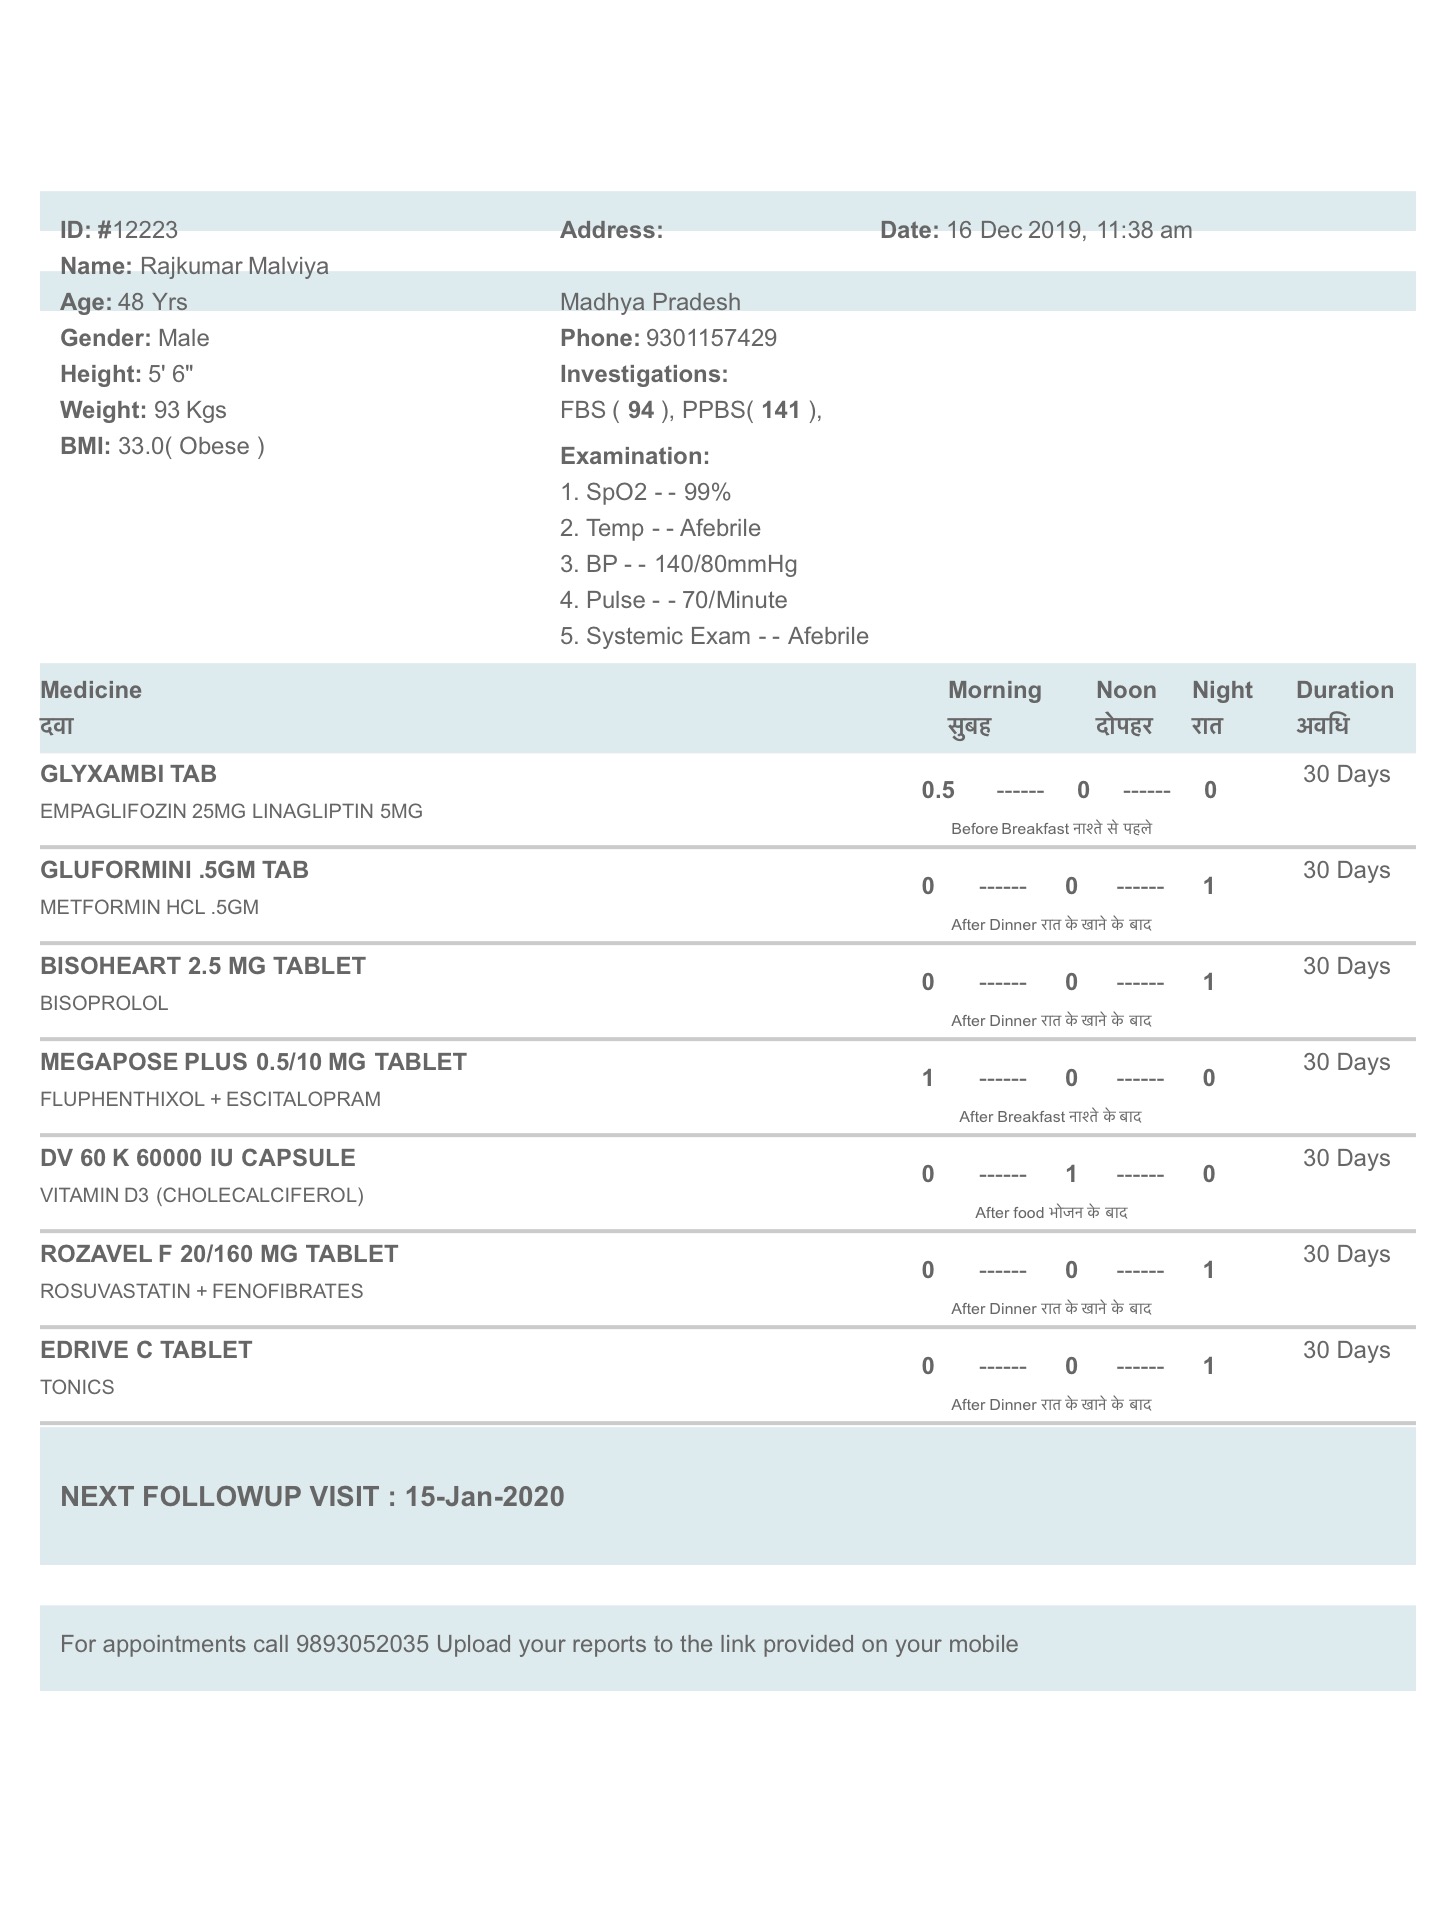 ID: #12223
Name: Rajkumar Malviya
Age: 48 Yrs
Gender: Male
Height: 5' 6"
Weight: 93 Kgs
BMI: 33.0( Obese )
Address:
Madhya Pradesh
Phone: 9301157429
Investigations:
FBS ( 94 ), PPBS( 141 ),
Examination:
1. SpO2 - - 99%
2. Temp - - Afebrile
3. BP - - 140/80mmHg
4. Pulse - - 70/Minute
5. Systemic Exam - - Afebrile
Date: 16 Dec 2019, 11:38 am
Medicine Morning Noon Night Duration
दवा सुबह दोपहर रात अवधि
GLYXAMBI TAB 30 Days
0.5 ------ 0 ------ 0
EMPAGLIFOZIN 25MG LINAGLIPTIN 5MG
Before Breakfast नाश्ते से पहले
GLUFORMINI .5GM TAB 30 Days
0 ------ 0 ------ 1
METFORMIN HCL .5GM
After Dinner रात के खाने के बाद
BISOHEART 2.5 MG TABLET 30 Days
0 ------ 0 ------ 1
BISOPROLOL
After Dinner रात के खाने के बाद
MEGAPOSE PLUS 0.5/10 MG TABLET 30 Days
1 ------ 0 ------ 0
FLUPHENTHIXOL + ESCITALOPRAM
After Breakfast नाश्ते के बाद
DV 60 K 60000 IU CAPSULE 30 Days
0 ------ 1 ------ 0
VITAMIN D3 (CHOLECALCIFEROL)
After food भोजन के बाद
ROZAVEL F 20/160 MG TABLET 30 Days
0 ------ 0 ------ 1
ROSUVASTATIN + FENOFIBRATES
After Dinner रात के खाने के बाद
EDRIVE C TABLET 30 Days
0 ------ 0 ------ 1
TONICS
After Dinner रात के खाने के बाद
NEXT FOLLOWUP VISIT : 15-Jan-2020
For appointments call 9893052035 Upload your reports to the link provided on your mobile